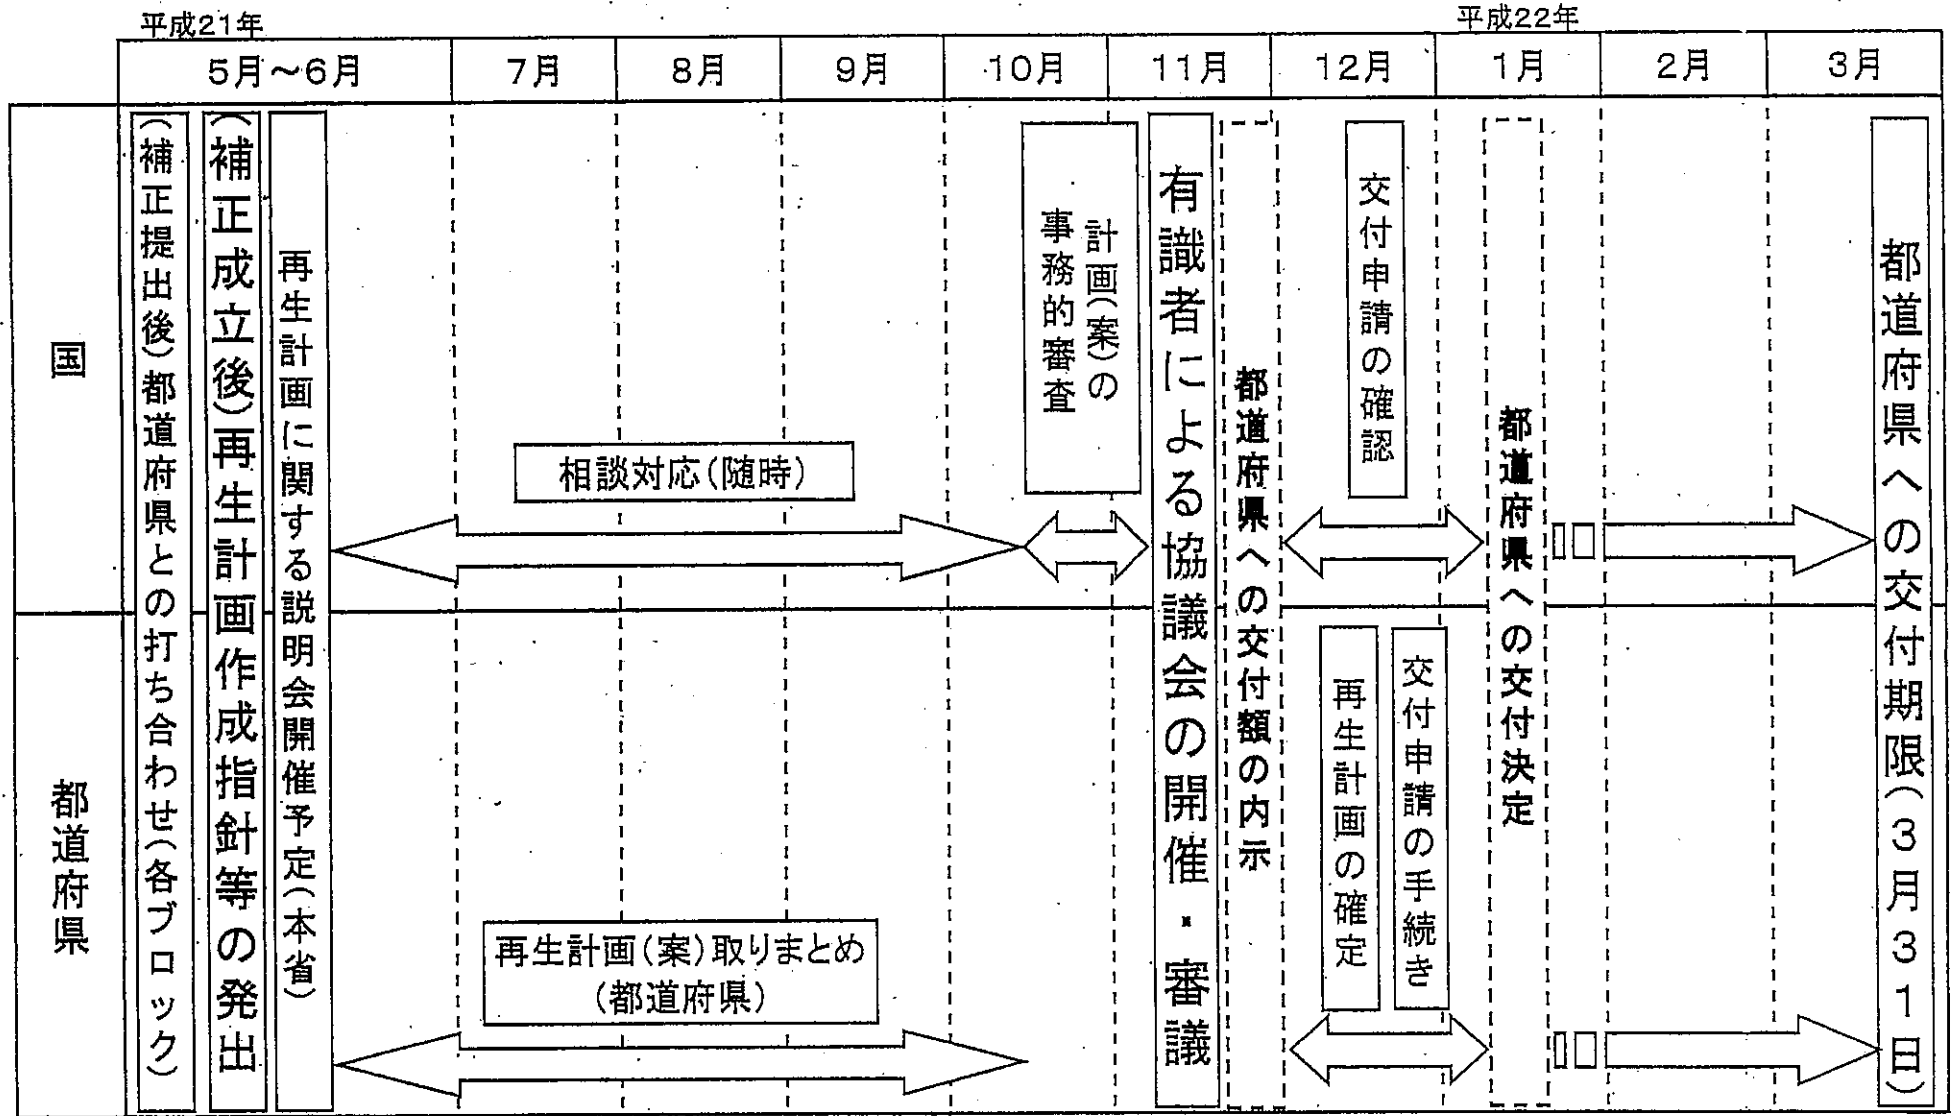 平成21年
平成22年
5月～6月
7月
8月
9月
10月
11月
12月
1月
2月
3月
国
都道府県
(補正提出後)都道府県との打ち合わせ(各ブロック)
(補正成立後)再生計画作成指針等の発出
再生計画に関する説明会開催予定(本省)
相談対応(随時)
再生計画(案)取りまとめ
(都道府県)
計画(案)の
事務的審査
有識者による協議会の開催・審議
都道府県への交付額の内示
交付申請の確認
再生計画の確定
交付申請の手続き
都道府県への交付決定
都道府県への交付期限(3月31日)